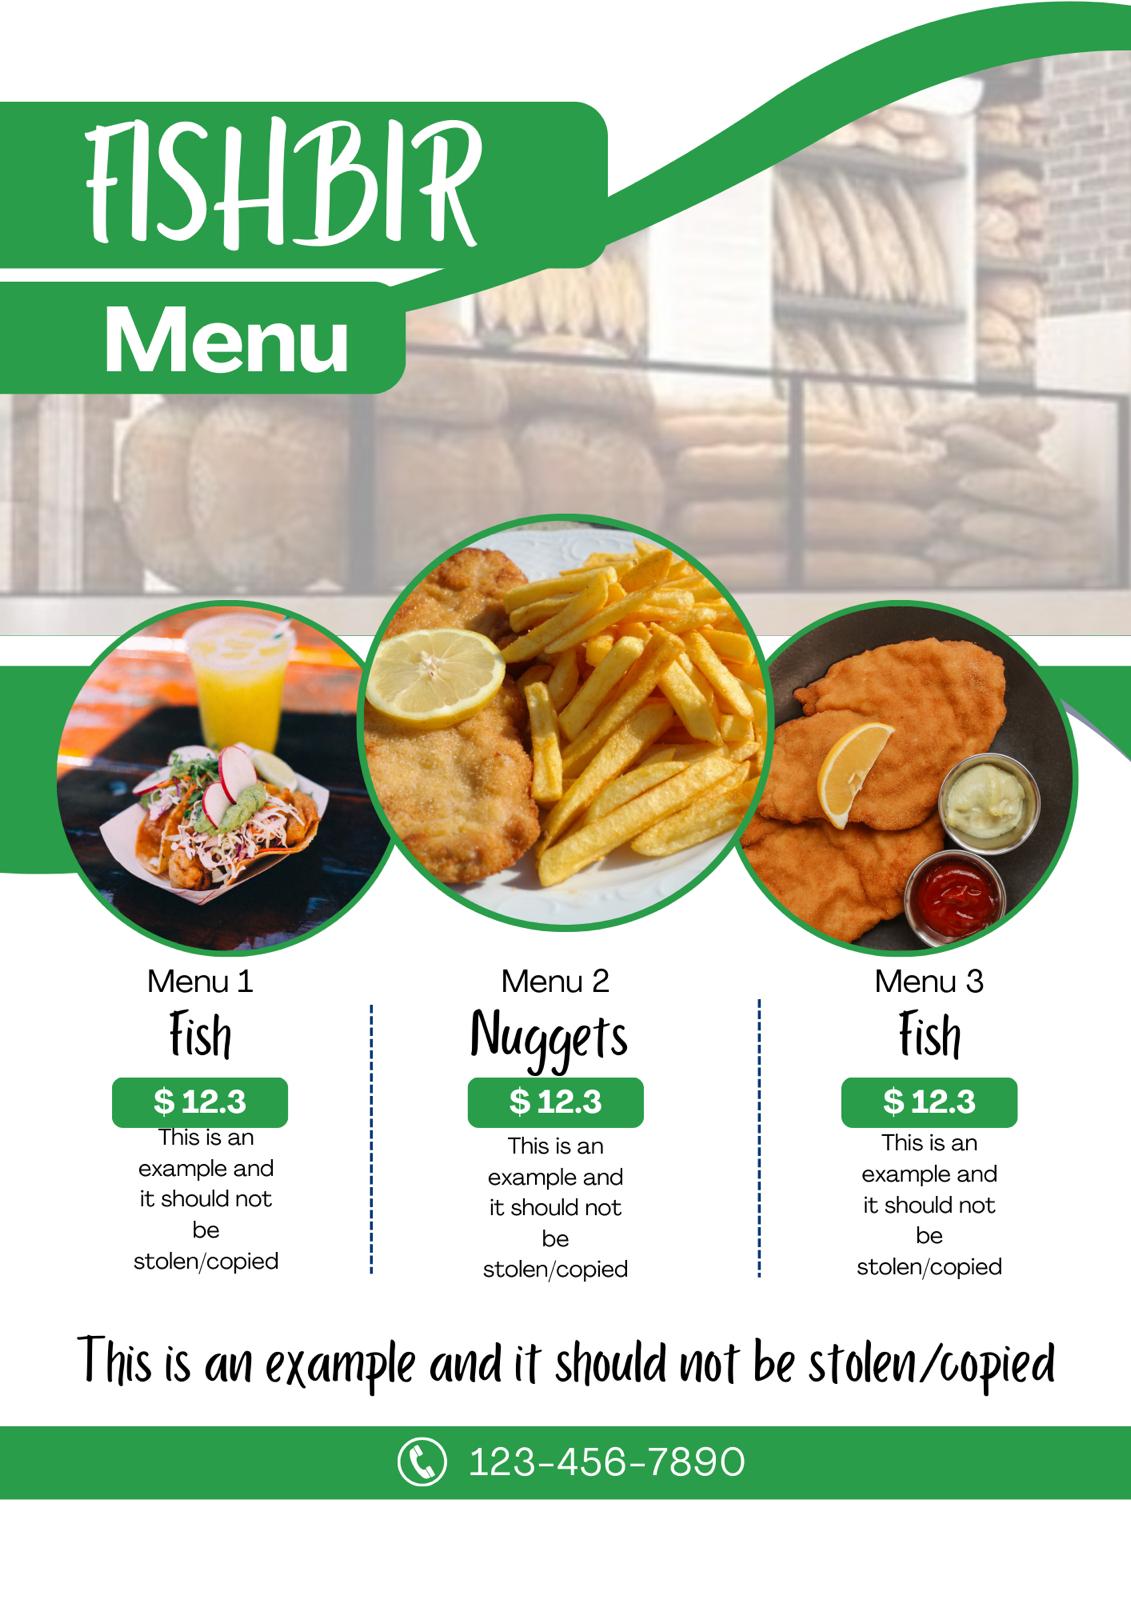 FISHBIR
Menu
Menu 1
Fish
$ 12.3
This is an
example and
it should not
be
stolen/copied
Menu 2
Nuggets
$ 12.3
This is an
example and
it should not
be
stolen/copied
Menu 3
Fish
$ 12.3
This is an
example and
it should not
be
stolen/copied
This is an example and it should not be stolen/copied
123-456-7890